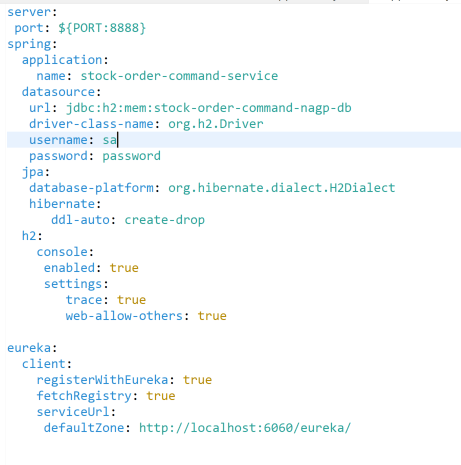 server:
 port: ${PORT:8888}
spring:
  application:
    name: stock-order-command-service
  datasource:
   url: jdbc:h2:mem:stock-order-command-nagp-db
   driver-class-name: org.h2.Driver
   username: sa
   password: password
  jpa:
   database-platform: org.hibernate.dialect.H2Dialect
   hibernate:
      ddl-auto: create-drop
  h2:
    console:
     enabled: true
     settings:
        trace: true
        web-allow-others: true

eureka:
  client:
    registerWithEureka: true
    fetchRegistry: true
    serviceUrl:
     defaultZone: http://localhost:6060/eureka/